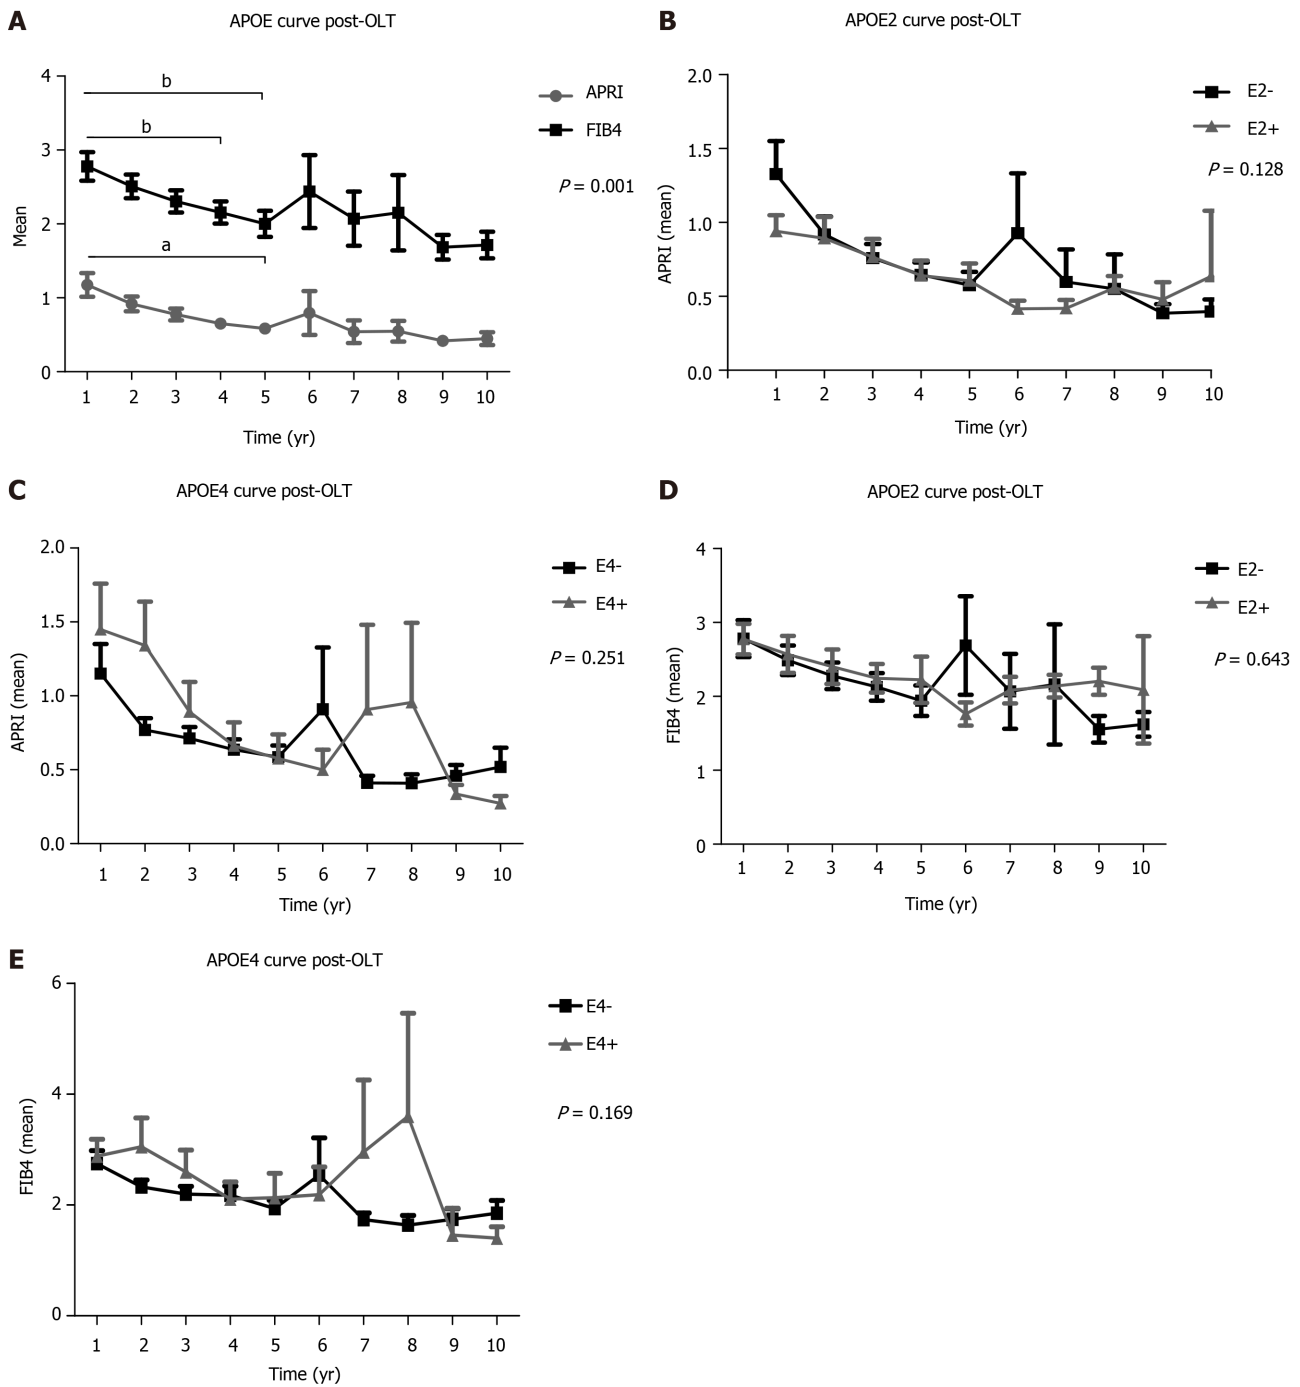 A
APOE curve post-OLT
4
3
2
1
0
Mean
b
b
a
1 2 3 4 5 6 7 8 9 10
Time (yr)
APRI
FIB4
P = 0.001
B
APOE2 curve post-OLT
2.0
1.5
1.0
0.5
0.0
APRI (mean)
1 2 3 4 5 6 7 8 9 10
Time (yr)
E2-
E2+
P = 0.128
C
APOE4 curve post-OLT
2.0
1.5
1.0
0.5
0.0
APRI (mean)
1 2 3 4 5 6 7 8 9 10
Time (yr)
E4-
E4+
P = 0.251
D
APOE2 curve post-OLT
4
3
2
1
0
FIB4 (mean)
1 2 3 4 5 6 7 8 9 10
Time (yr)
E2-
E2+
P = 0.643
E
APOE4 curve post-OLT
6
4
2
0
FIB4 (mean)
1 2 3 4 5 6 7 8 9 10
Time (yr)
E4-
E4+
P = 0.169